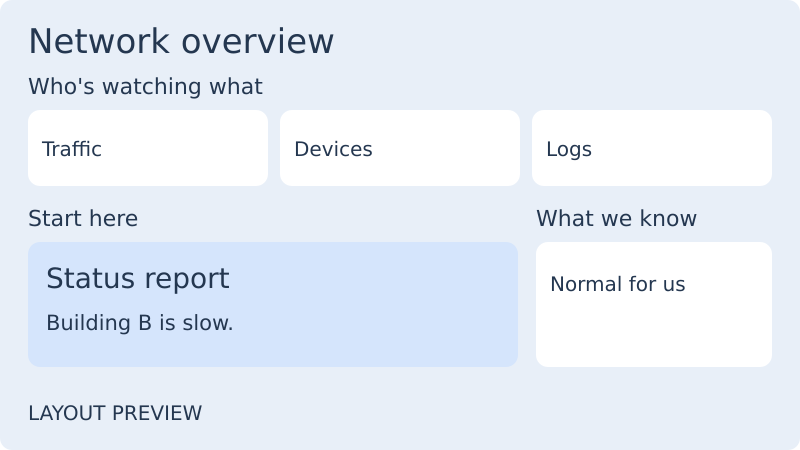 Network overview
Who's watching what
Traffic
Devices
Logs
Start here
Status report
Building B is slow.
What we know
Normal for us
LAYOUT PREVIEW